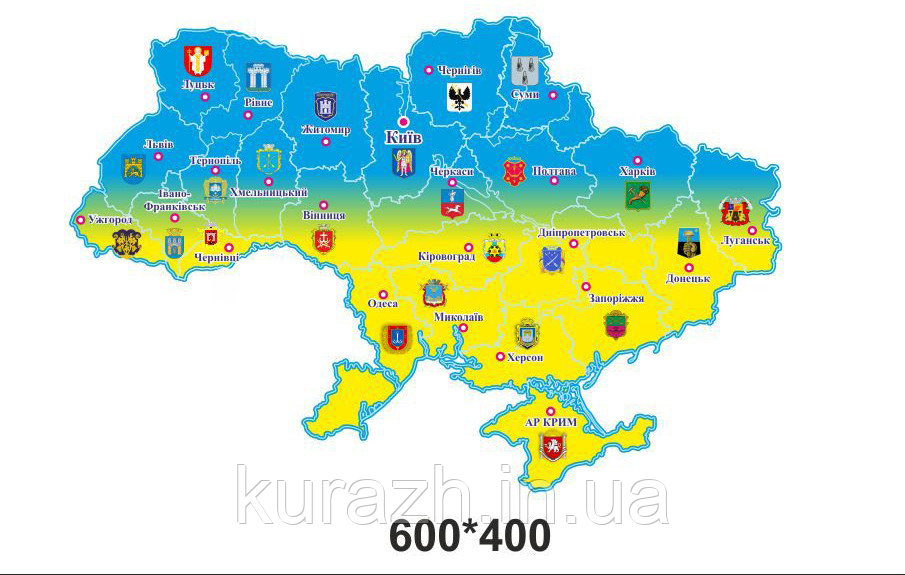 Луцьк
Рівне
Житомир
Чернігів
Суми
Київ
Львів
Тернопіль
Хмельницький
Черкаси
Полтава
Харків
Івано-
Франківськ
Ужгород
Чернівці
Вінниця
Кіровоград
Дніпропетровськ
Луганськ
Донецьк
Запоріжжя
Одеса
Миколаїв
Херсон
АР КРИМ
kurazh.in.ua
600*400